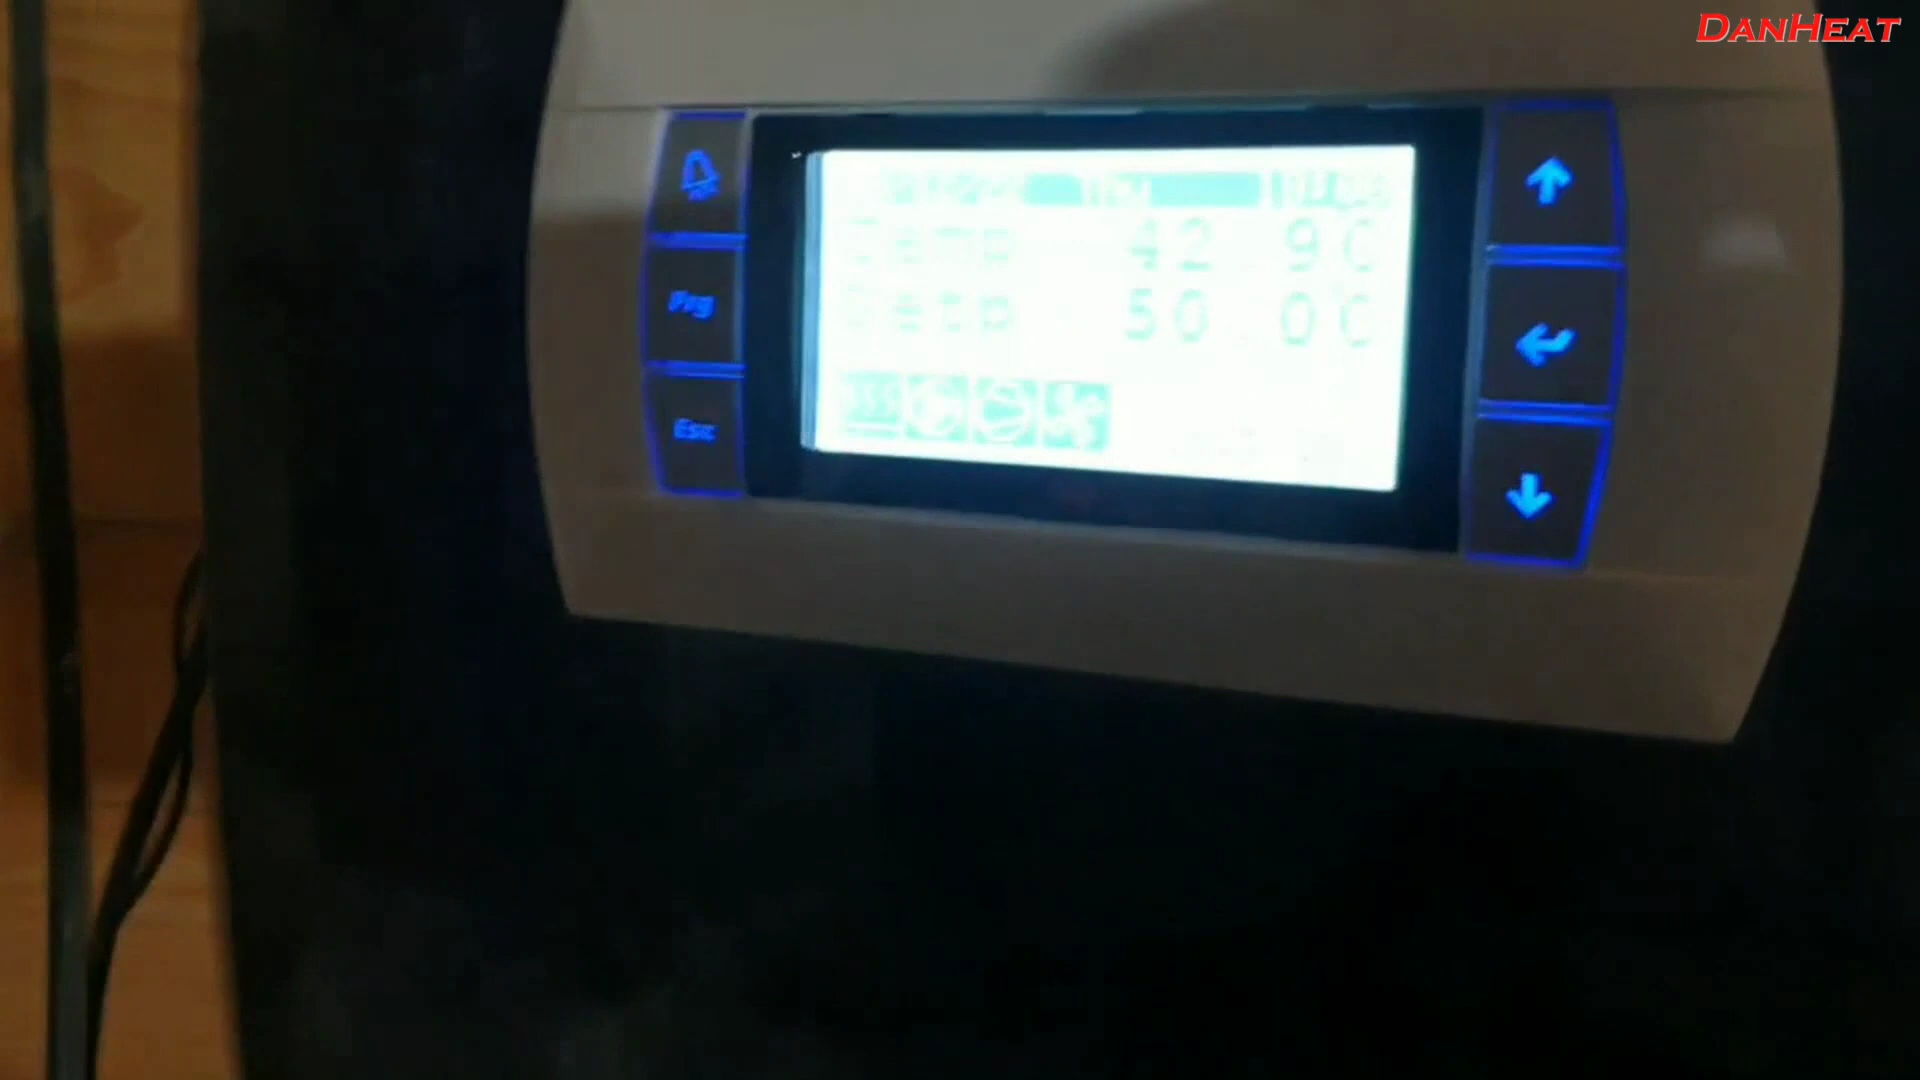 DANHEAT
Temp 42.9C
Setp 50.0C
Prg
Esc